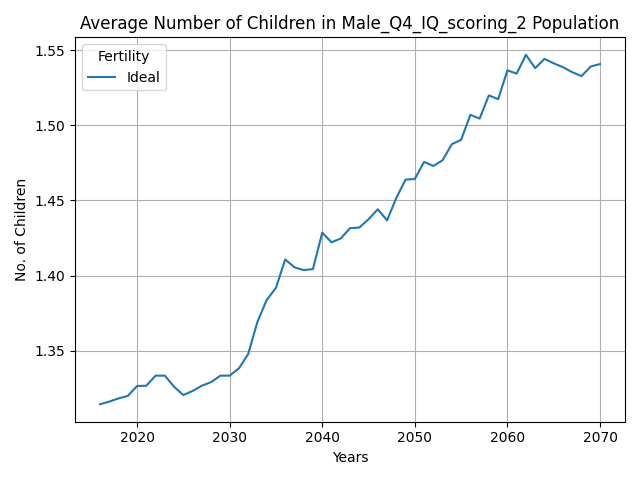 Average Number of Children in Male_Q4_IQ_scoring_2 Population
Fertility
Ideal
No. of Children
1.55
1.50
1.45
1.40
1.35
2020 2030 2040 2050 2060 2070
Years